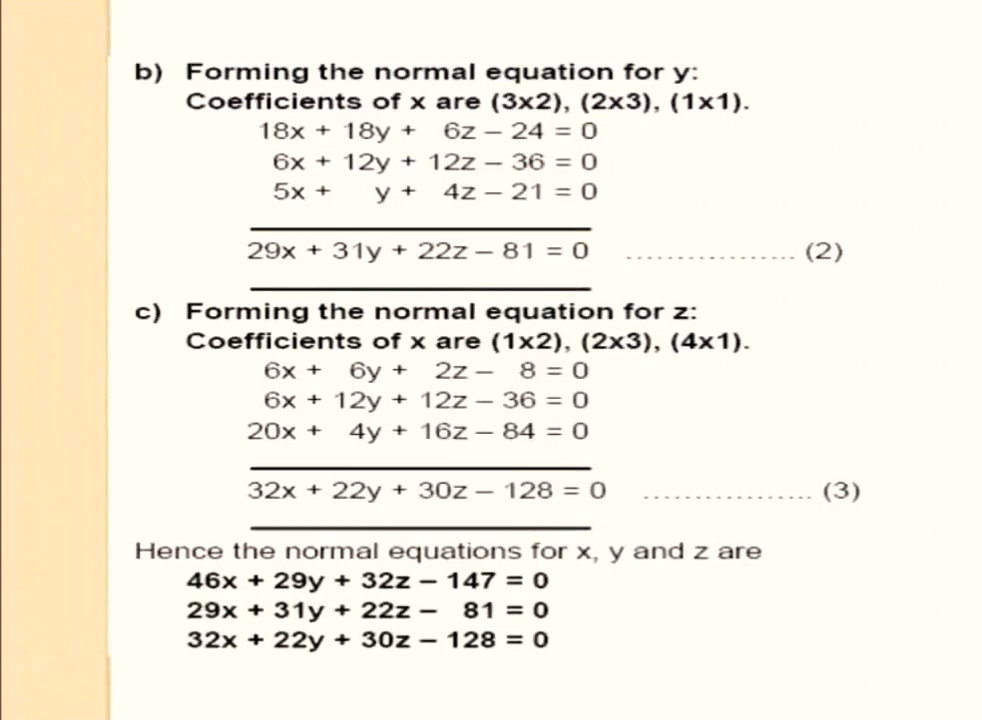 b) Forming the normal equation for y:
Coefficients of x are (3x2), (2x3), (1x1).
18x + 18y + 6z – 24 = 0
6x + 12y + 12z – 36 = 0
5x + y + 4z – 21 = 0
29x + 31y + 22z – 81 = 0 ................. (2)
c) Forming the normal equation for z:
Coefficients of x are (1x2), (2x3), (4x1).
6x + 6y + 2z – 8 = 0
6x + 12y + 12z – 36 = 0
20x + 4y + 16z – 84 = 0
32x + 22y + 30z – 128 = 0 ................. (3)
Hence the normal equations for x, y and z are
46x + 29y + 32z – 147 = 0
29x + 31y + 22z – 81 = 0
32x + 22y + 30z – 128 = 0